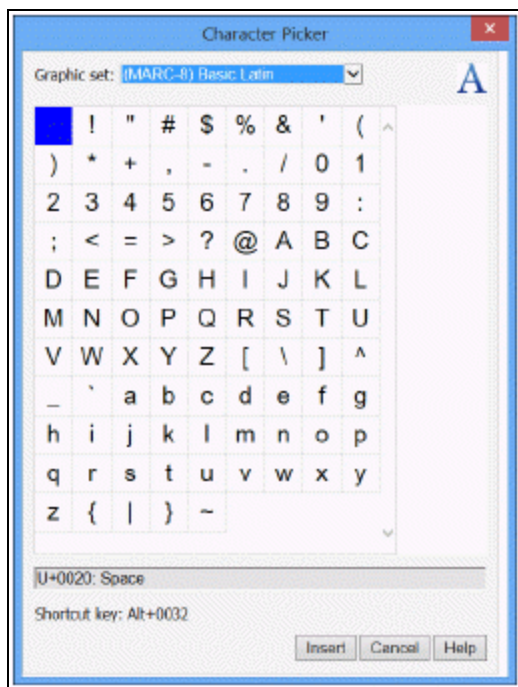 Character Picker
Graphic set: (MARC-8) Basic Latin
A
! " # $ % & ' (
) * + , - . / 0 1
2 3 4 5 6 7 8 9 :
; < = > ? @ A B C
D E F G H I J K L
M N O P Q R S T U
V W X Y Z [ \ ] ^
_ ` a b c d e f g
h i j k l m n o p
q r s t u v w x y
z { | } ~
U+0020: Space
Shortcut key: Alt+0032
Insert Cancel Help